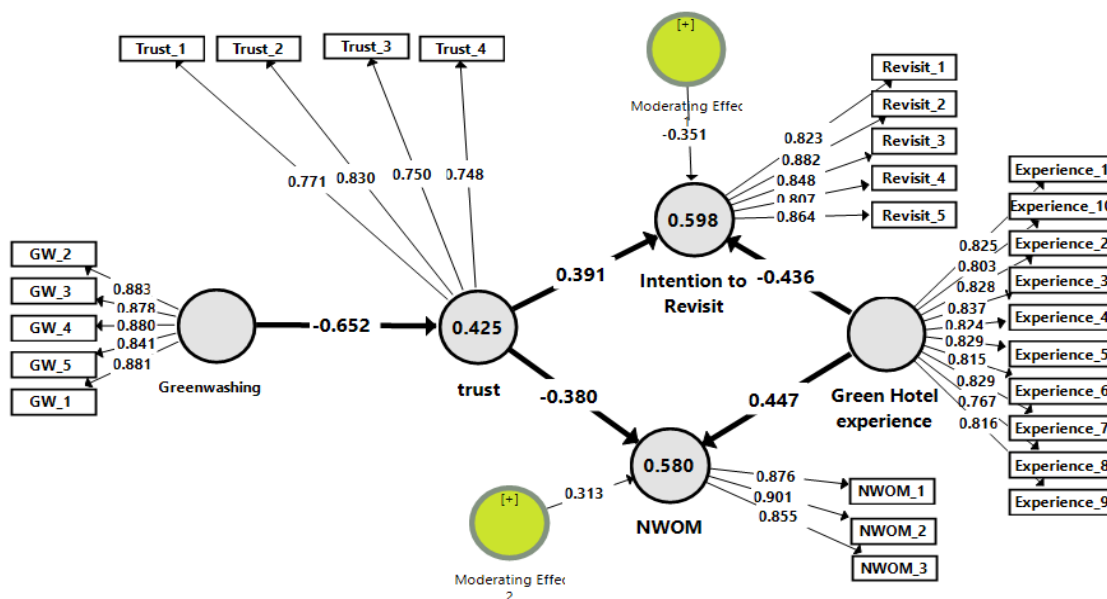 Trust_1
Trust_2
Trust_3
Trust_4
[+]
Moderating Effec
1
-0.351
Revisit_1
Revisit_2
Revisit_3
Revisit_4
Revisit_5
0.823
0.882
0.848
0.807
0.864
0.771
0.830
0.750
0.748
Experience_1
Experience_10
Experience_2
Experience_3
Experience_4
Experience_5
Experience_6
Experience_7
Experience_8
Experience_9
0.825
0.803
0.828
0.837
0.824
0.829
0.815
0.829
0.767
0.816
GW_2
GW_3
GW_4
GW_5
GW_1
0.883
0.878
0.880
0.841
0.881
Greenwashing
-0.652
0.425
trust
0.391
0.598
Intention to
Revisit
-0.436
Green Hotel
experience
-0.380
0.447
0.580
NWOM
0.876
0.901
0.855
NWOM_1
NWOM_2
NWOM_3
[+]
0.313
Moderating Effec
2